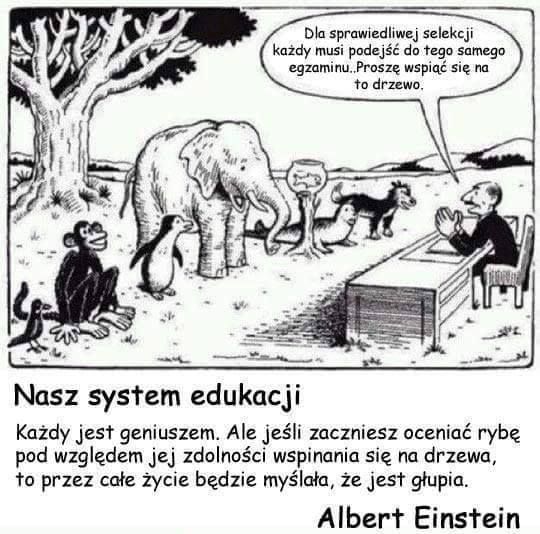 Dla sprawiedliwej selekcji
każdy musi podejść do tego samego
egzaminu..Proszę wspiąć się na
to drzewo.
Nasz system edukacji
Każdy jest geniuszem. Ale jeśli zaczniesz oceniać rybę
pod względem jej zdolności wspinania się na drzewa,
to przez całe życie będzie myślała, że jest głupia.
Albert Einstein